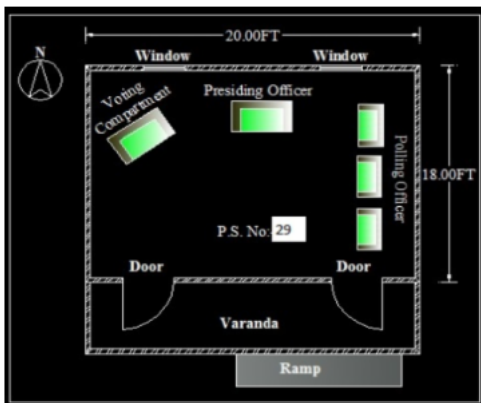 20.00FT
N
Window
Window
Voting
Compartment
Presiding Officer
Polling Officer
18.00FT
P.S. No: 29
Door
Door
Varanda
Ramp